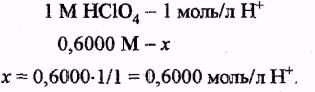 1 М HClO₄ – 1 моль/л H⁺
0,6000 М – x
x = 0,6000·1/1 = 0,6000 моль/л H⁺.